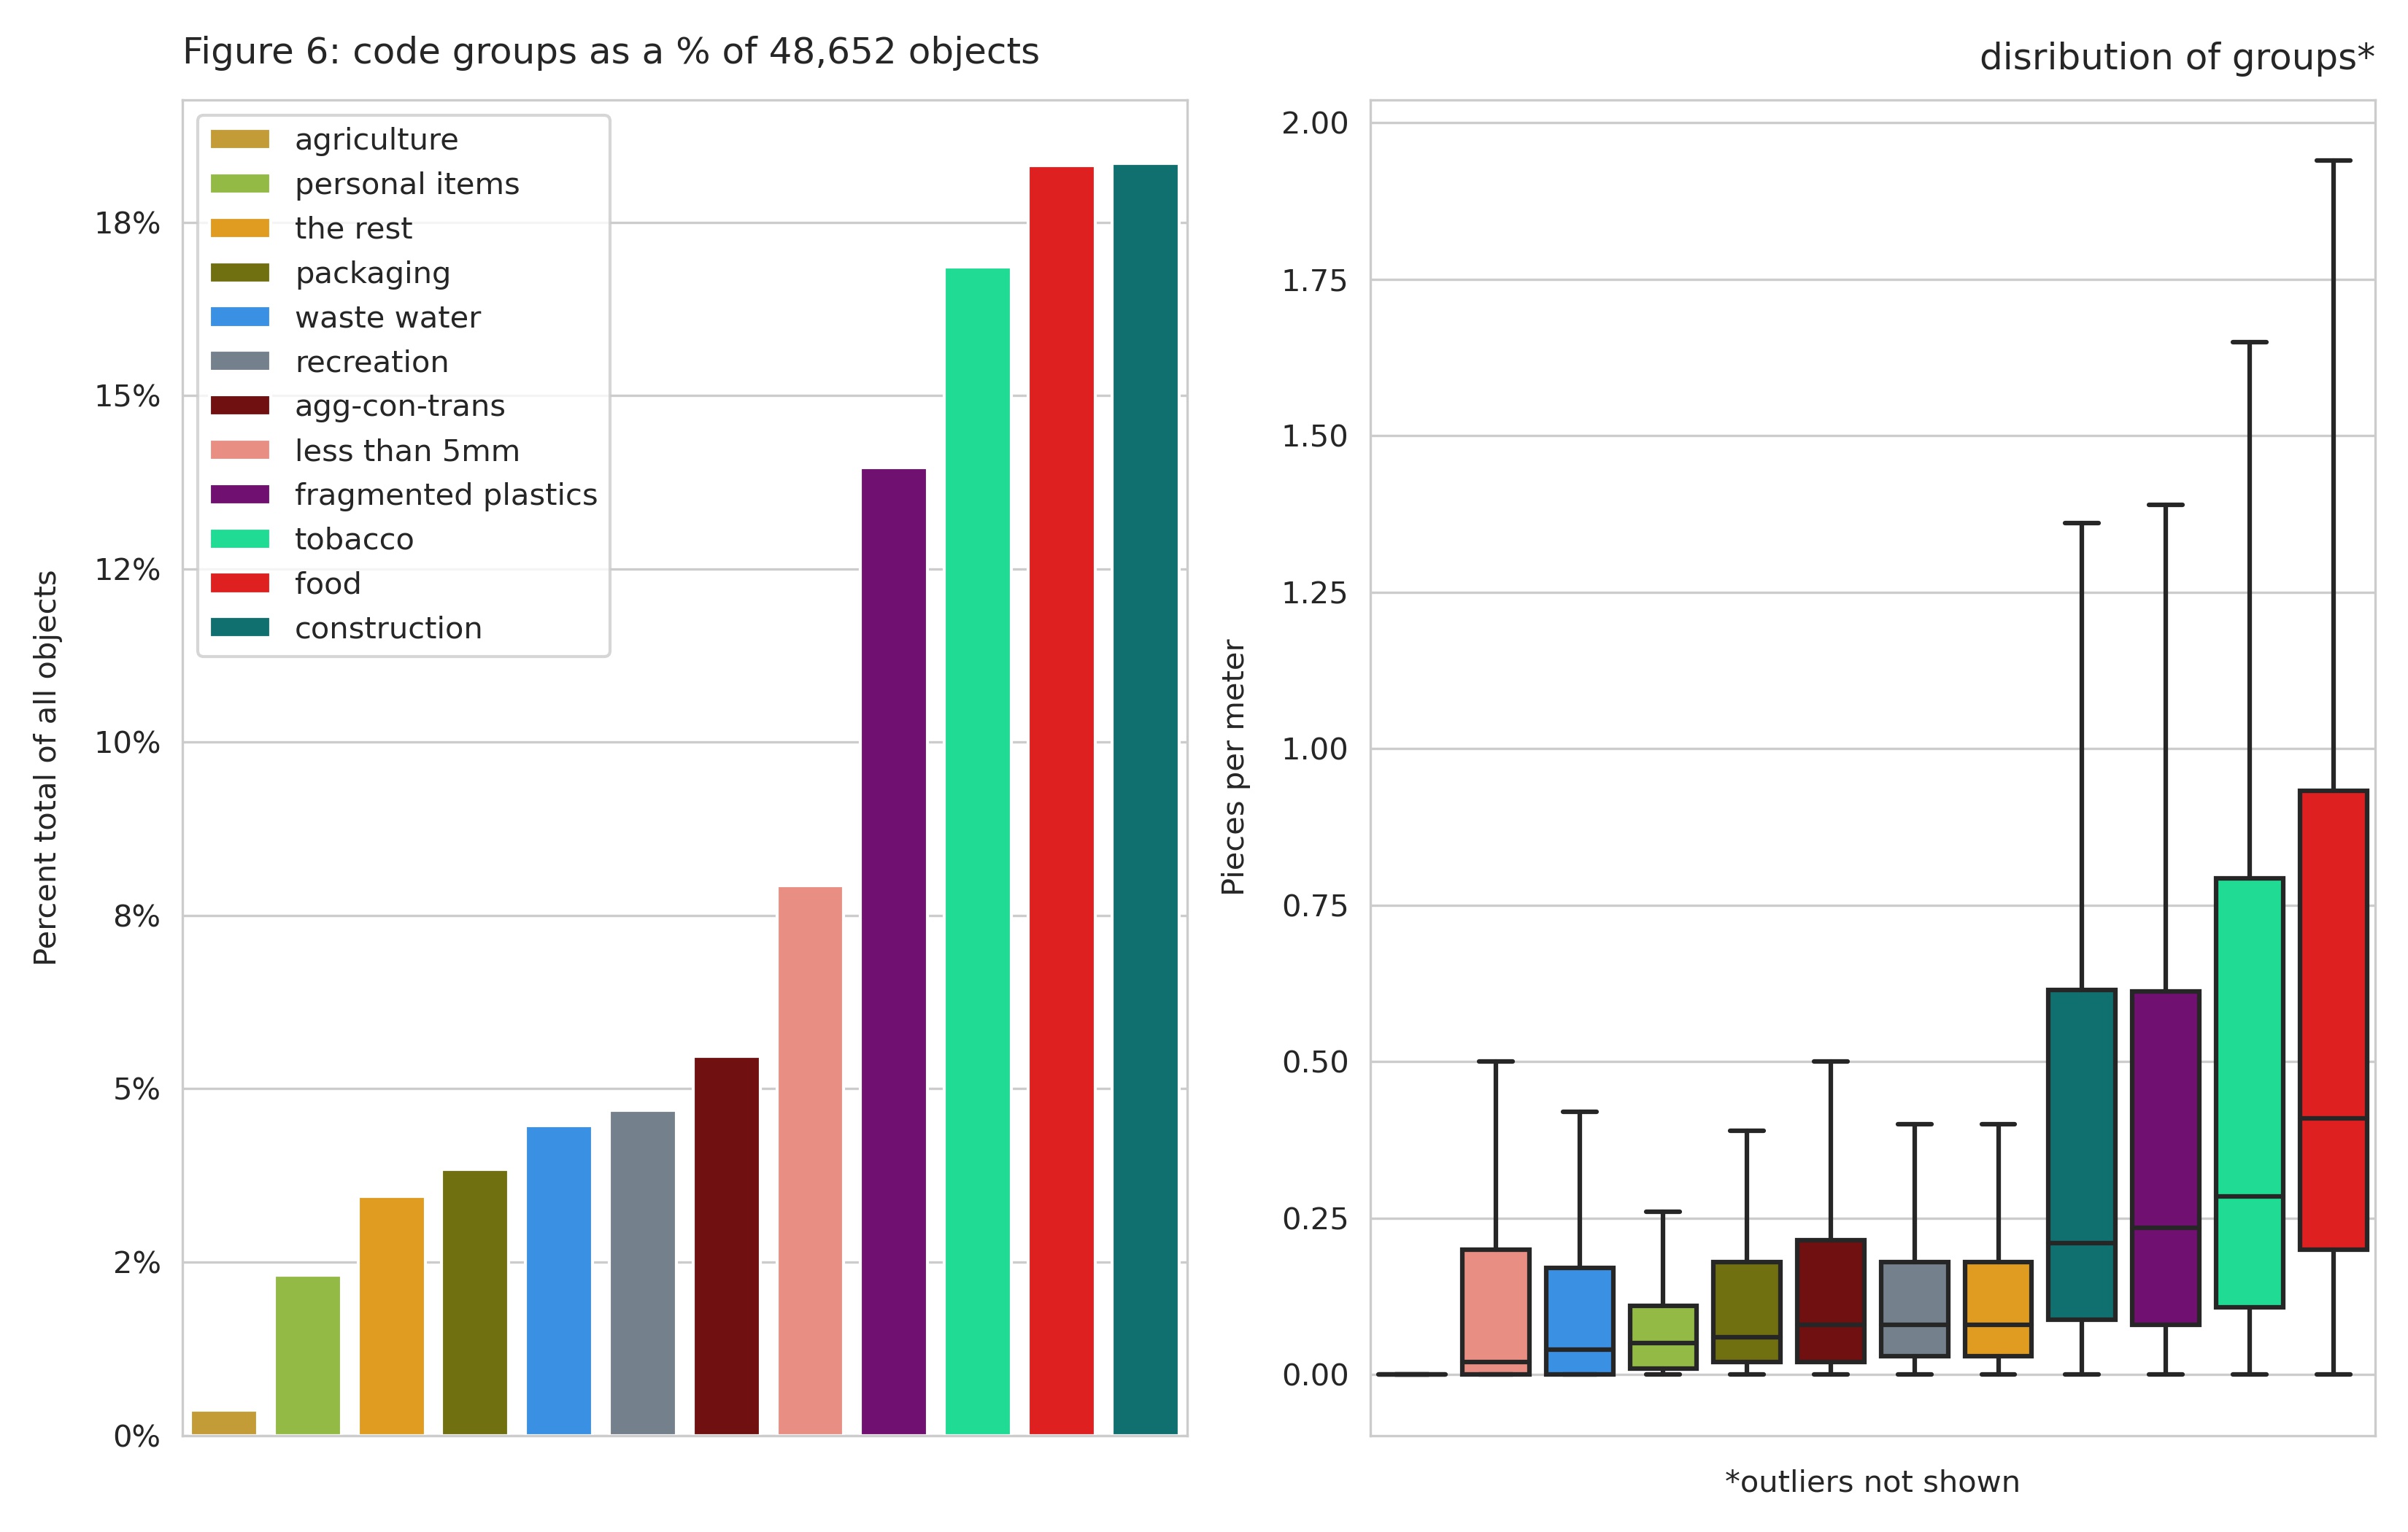 Figure 6: code groups as a % of 48,652 objects
agriculture
personal items
the rest
packaging
waste water
recreation
agg-con-trans
less than 5mm
fragmented plastics
tobacco
food
construction
18%
15%
12%
10%
8%
5%
2%
0%
Percent total of all objects
disribution of groups*
2.00
1.75
1.50
1.25
1.00
0.75
0.50
0.25
0.00
Pieces per meter
*outliers not shown